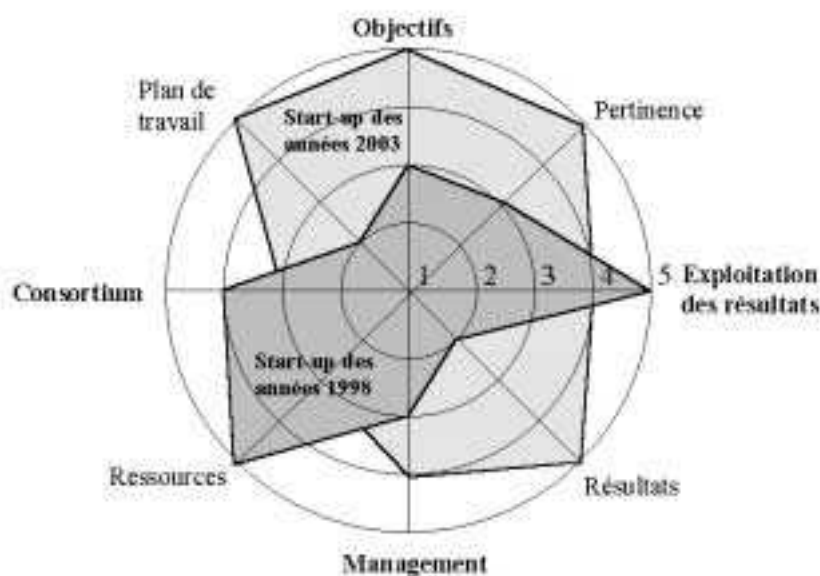 Objectifs
Plan de
travail
Pertinence
Start-up des
années 2003
1 2 3 4 5
Exploitation
des résultats
Consortium
Start-up des
années 1998
Ressources
Résultats
Management